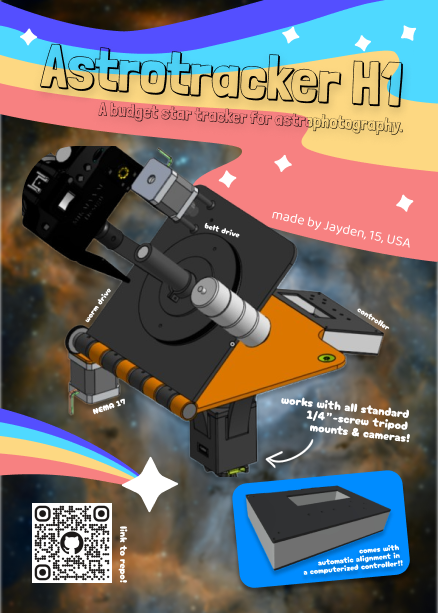 Astrotracker H1
A budget star tracker for astrophotography.
made by Jayden, 15, USA
belt drive
worm drive
controller
NEMA 17
works with all standard
1/4"-screw tripod
mounts & cameras!
link to repo!
comes with
automatic alignment in
a computerized controller!!